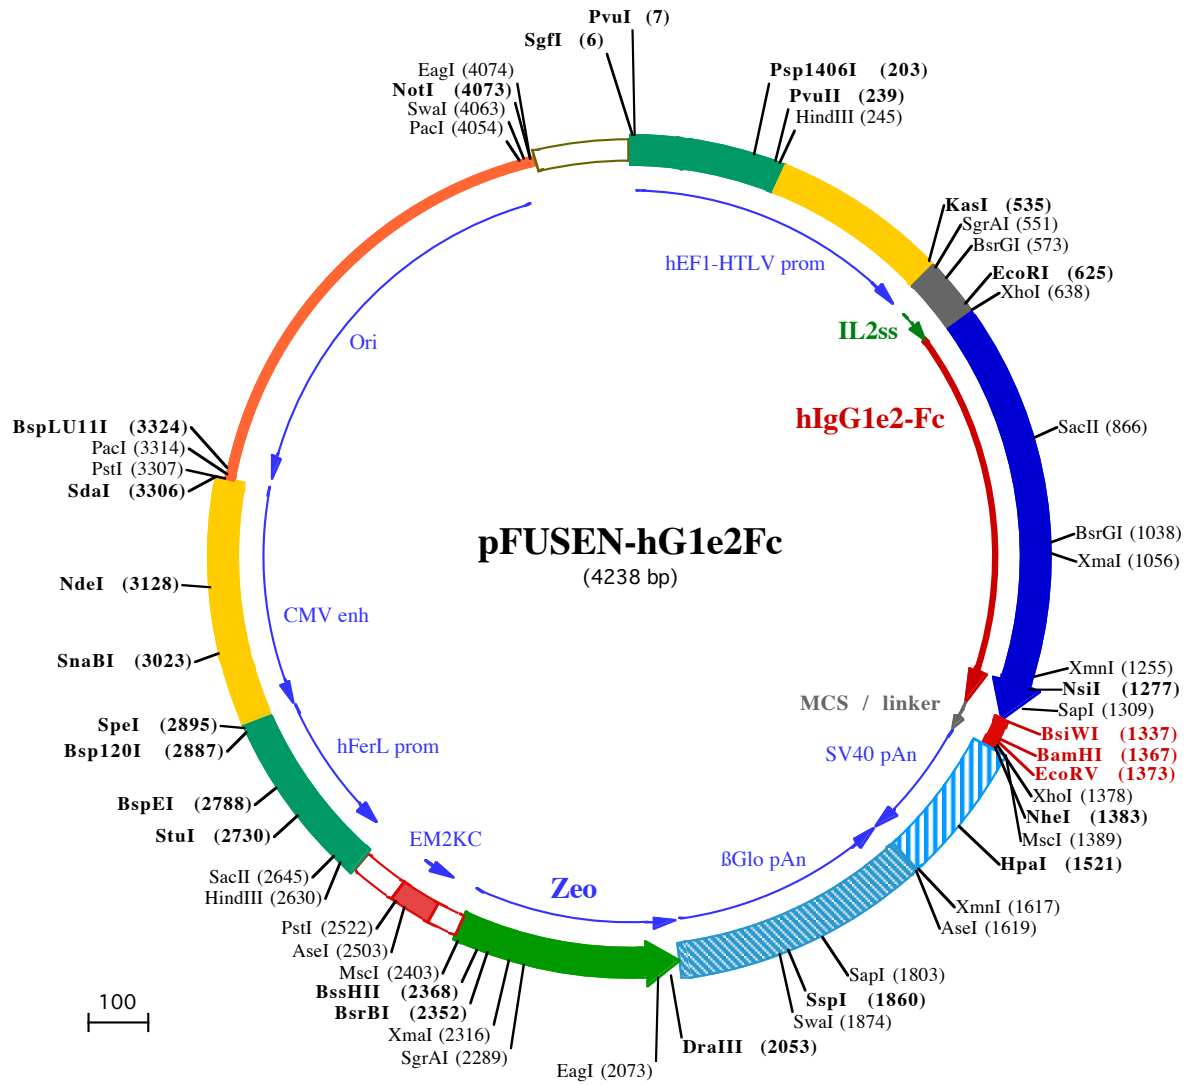 PvuI (7)
SgfI (6)
EagI (4074)
NotI (4073)
SwaI (4063)
PacI (4054)
Psp1406I (203)
PvuII (239)
HindIII (245)
KasI (535)
SgrAI (551)
BsrGI (573)
EcoRI (625)
XhoI (638)
hEF1-HTLV prom
IL2ss
Ori
hIgG1e2-Fc
SacII (866)
BspLU11I (3324)
PacI (3314)
PstI (3307)
SdaI (3306)
pFUSEN-hG1e2Fc
(4238 bp)
BsrGI (1038)
XmaI (1056)
NdeI (3128)
CMV enh
SnaBI (3023)
XmnI (1255)
NsiI (1277)
SapI (1309)
MCS / linker
BsiWI (1337)
BamHI (1367)
EcoRV (1373)
XhoI (1378)
NheI (1383)
MscI (1389)
HpaI (1521)
SpeI (2895)
Bsp120I (2887)
hFerL prom
SV40 pAn
BspEI (2788)
StuI (2730)
EM2KC
ßGlo pAn
Zeo
SacII (2645)
HindIII (2630)
XmnI (1617)
AseI (1619)
PstI (2522)
AseI (2503)
MscI (2403)
BssHII (2368)
BsrBI (2352)
XmaI (2316)
SgrAI (2289)
EagI (2073)
SapI (1803)
SspI (1860)
SwaI (1874)
DraIII (2053)
100